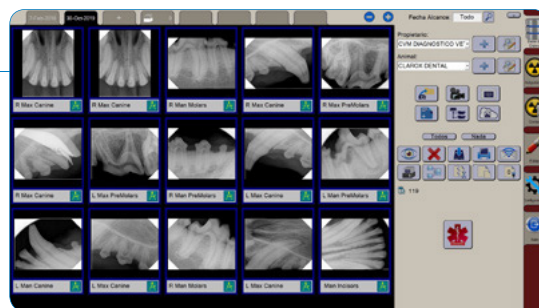 30-Oct-2019
Fecha Alcance: Todo
Propietario:
CVM DIAGNOSTICO VE
Animal:
CLAROX DENTAL
R Max Canine
R Max Canine
R Man Molars
R Max Canine
R Max PreMolars
R Max Canine
L Max PreMolars
R Man PreMolars
L Max Canine
L Man PreMolars
L Man Canine
L Max Canine
R Man Molars
L Max Canine
Man Incisors
Todos
Nada
119